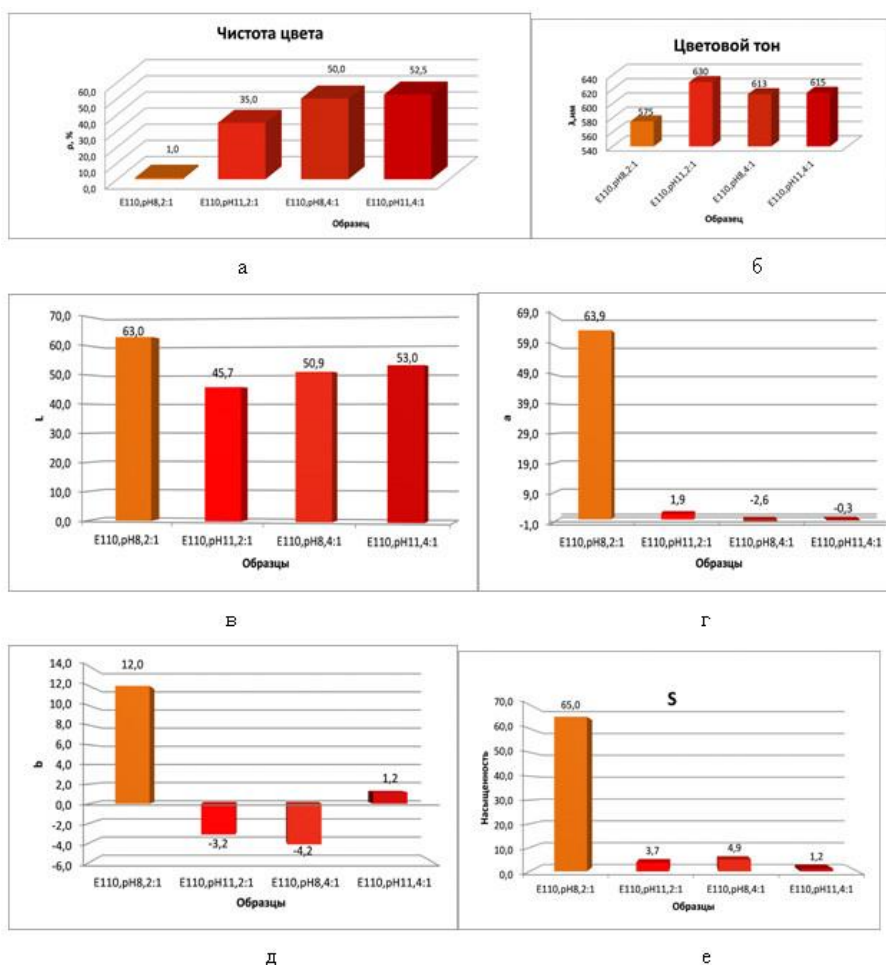 Чистота цвета
60,0
50,0
40,0
30,0
20,0
10,0
0,0
ρ, %
1,0
35,0
50,0
52,5
E110,pH8,2:1
E110,pH11,2:1
E110,pH8,4:1
E110,pH11,4:1
Образец
а
Цветовой тон
640
620
600
580
560
540
λ,нм
575
630
613
615
E110,pH8,2:1
E110,pH11,2:1
E110,pH8,4:1
E110,pH11,4:1
Образец
б
70,0
60,0
50,0
40,0
30,0
20,0
10,0
0,0
L
63,0
45,7
50,9
53,0
E110,pH8,2:1
E110,pH11,2:1
E110,pH8,4:1
E110,pH11,4:1
Образцы
в
69,0
59,0
49,0
39,0
29,0
19,0
9,0
-1,0
a
63,9
1,9
-2,6
-0,3
E110,pH8,2:1
E110,pH11,2:1
E110,pH8,4:1
E110,pH11,4:1
Образцы
г
14,0
12,0
10,0
8,0
6,0
4,0
2,0
0,0
-2,0
-4,0
-6,0
b
12,0
-3,2
-4,2
1,2
E110,pH8,2:1
E110,pH11,2:1
E110,pH8,4:1
E110,pH11,4:1
Образцы
д
S
70,0
60,0
50,0
40,0
30,0
20,0
10,0
0,0
Насыщенность
65,0
3,7
4,9
1,2
E110,pH8,2:1
E110,pH11,2:1
E110,pH8,4:1
E110,pH11,4:1
Образцы
е